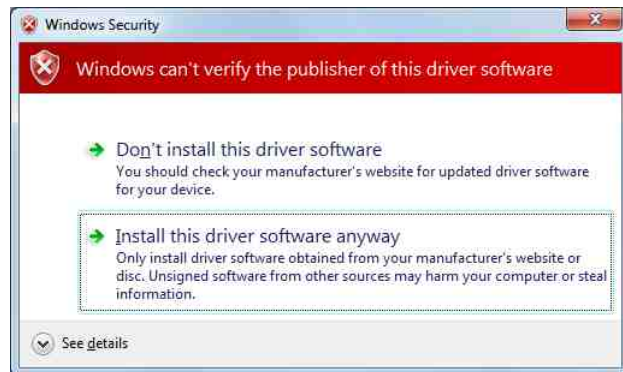 Windows Security
Windows can't verify the publisher of this driver software
Don't install this driver software
You should check your manufacturer's website for updated driver software
for your device.
Install this driver software anyway
Only install driver software obtained from your manufacturer's website or
disc. Unsigned software from other sources may harm your computer or steal
information.
See details